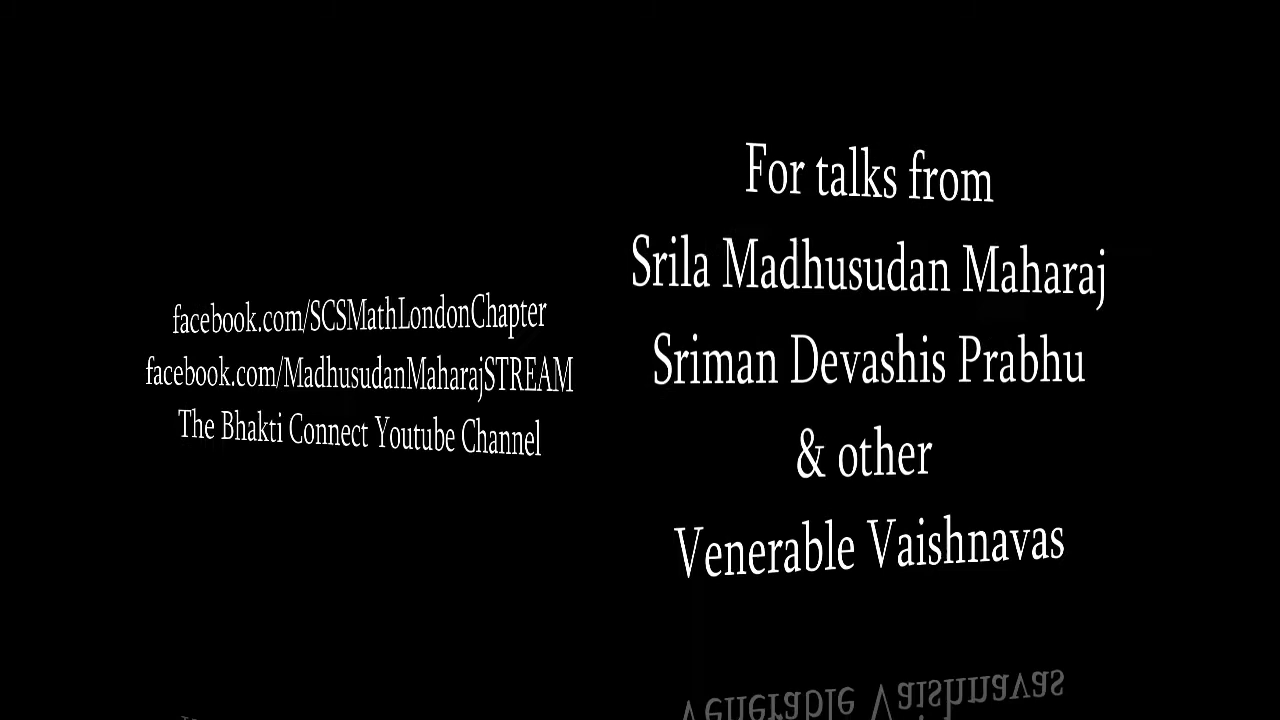 facebook.com/SCSMathLondonChapter
facebook.com/MadhusudanMaharajSTREAM
The Bhakti Connect Youtube Channel
For talks from
Srila Madhusudan Maharaj
Sriman Devashis Prabhu
& other
Venerable Vaishnavas